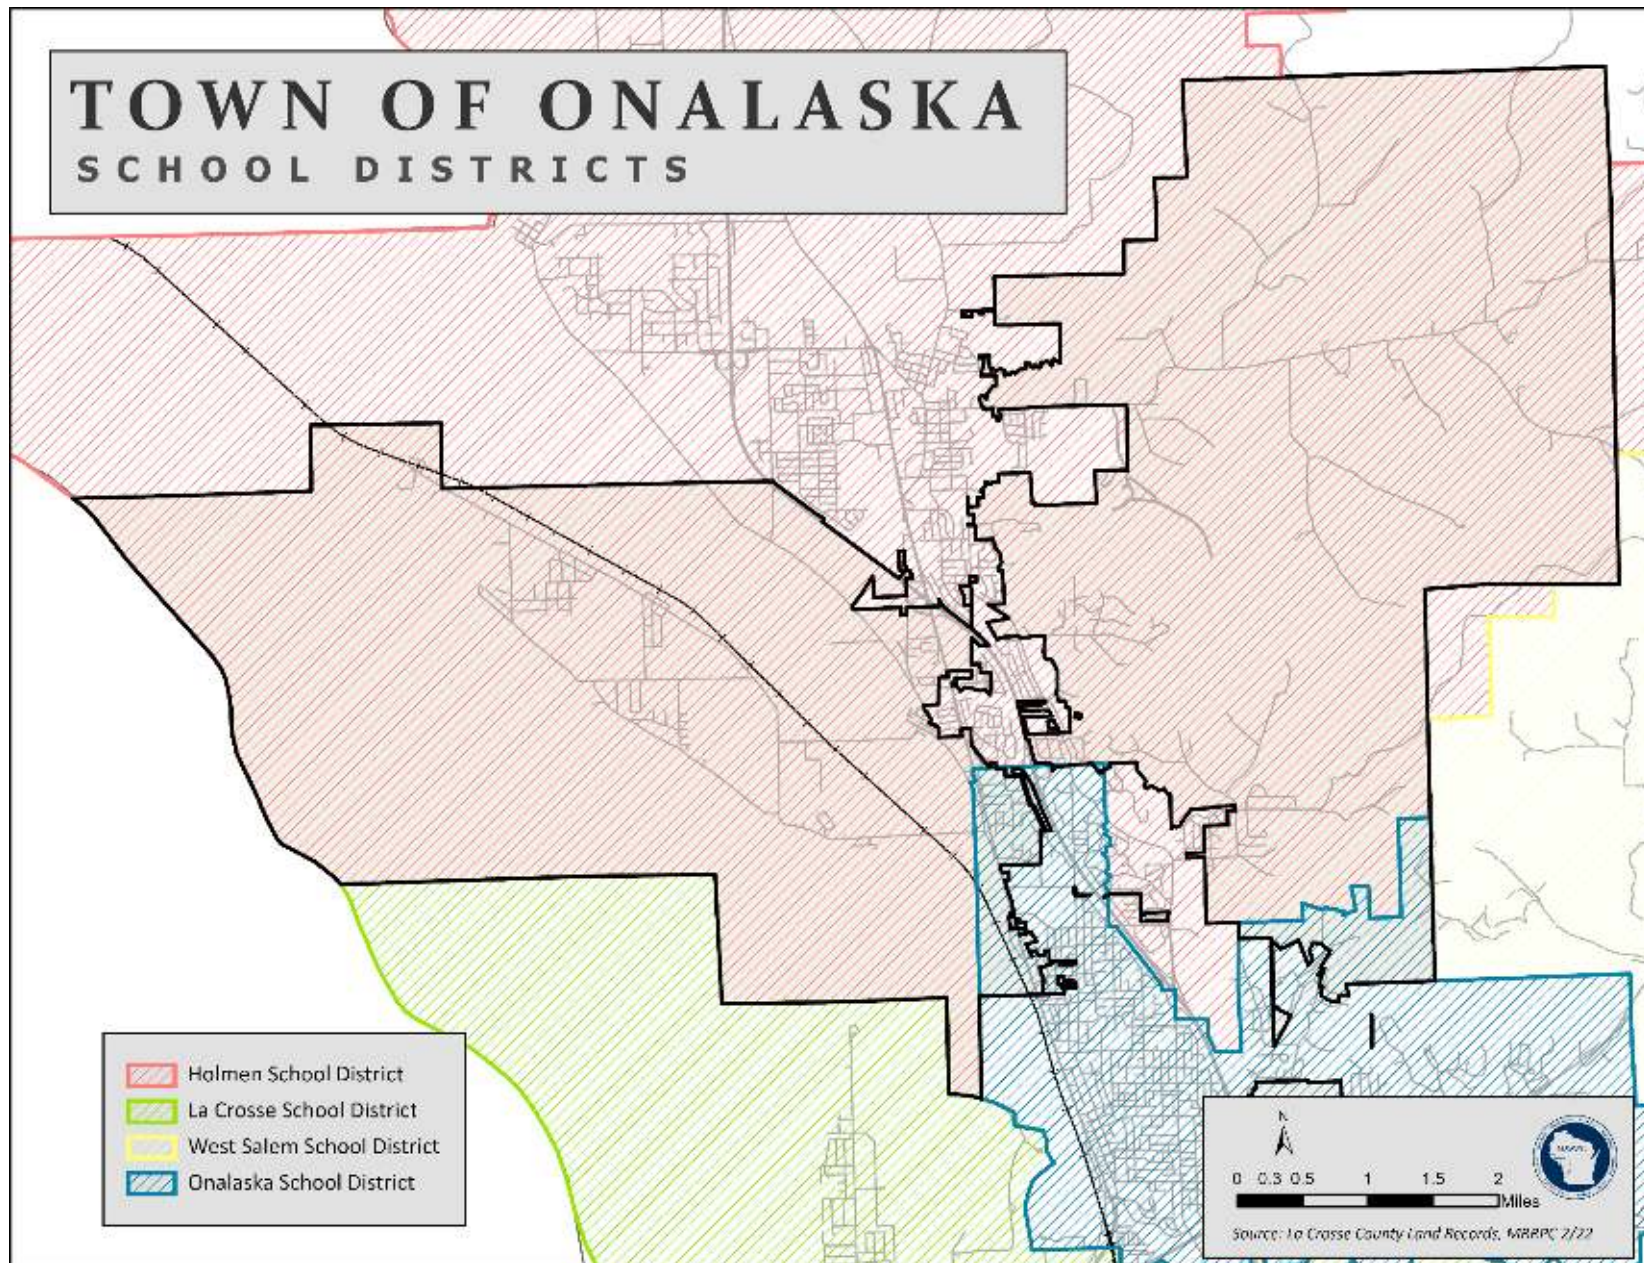 TOWN OF ONALASKA
SCHOOL DISTRICTS
Holmen School District
La Crosse School District
West Salem School District
Onalaska School District
N
0 0.3 0.5 1 1.5 2
Miles
Source: La Crosse County Land Records, MRRPC 2/22